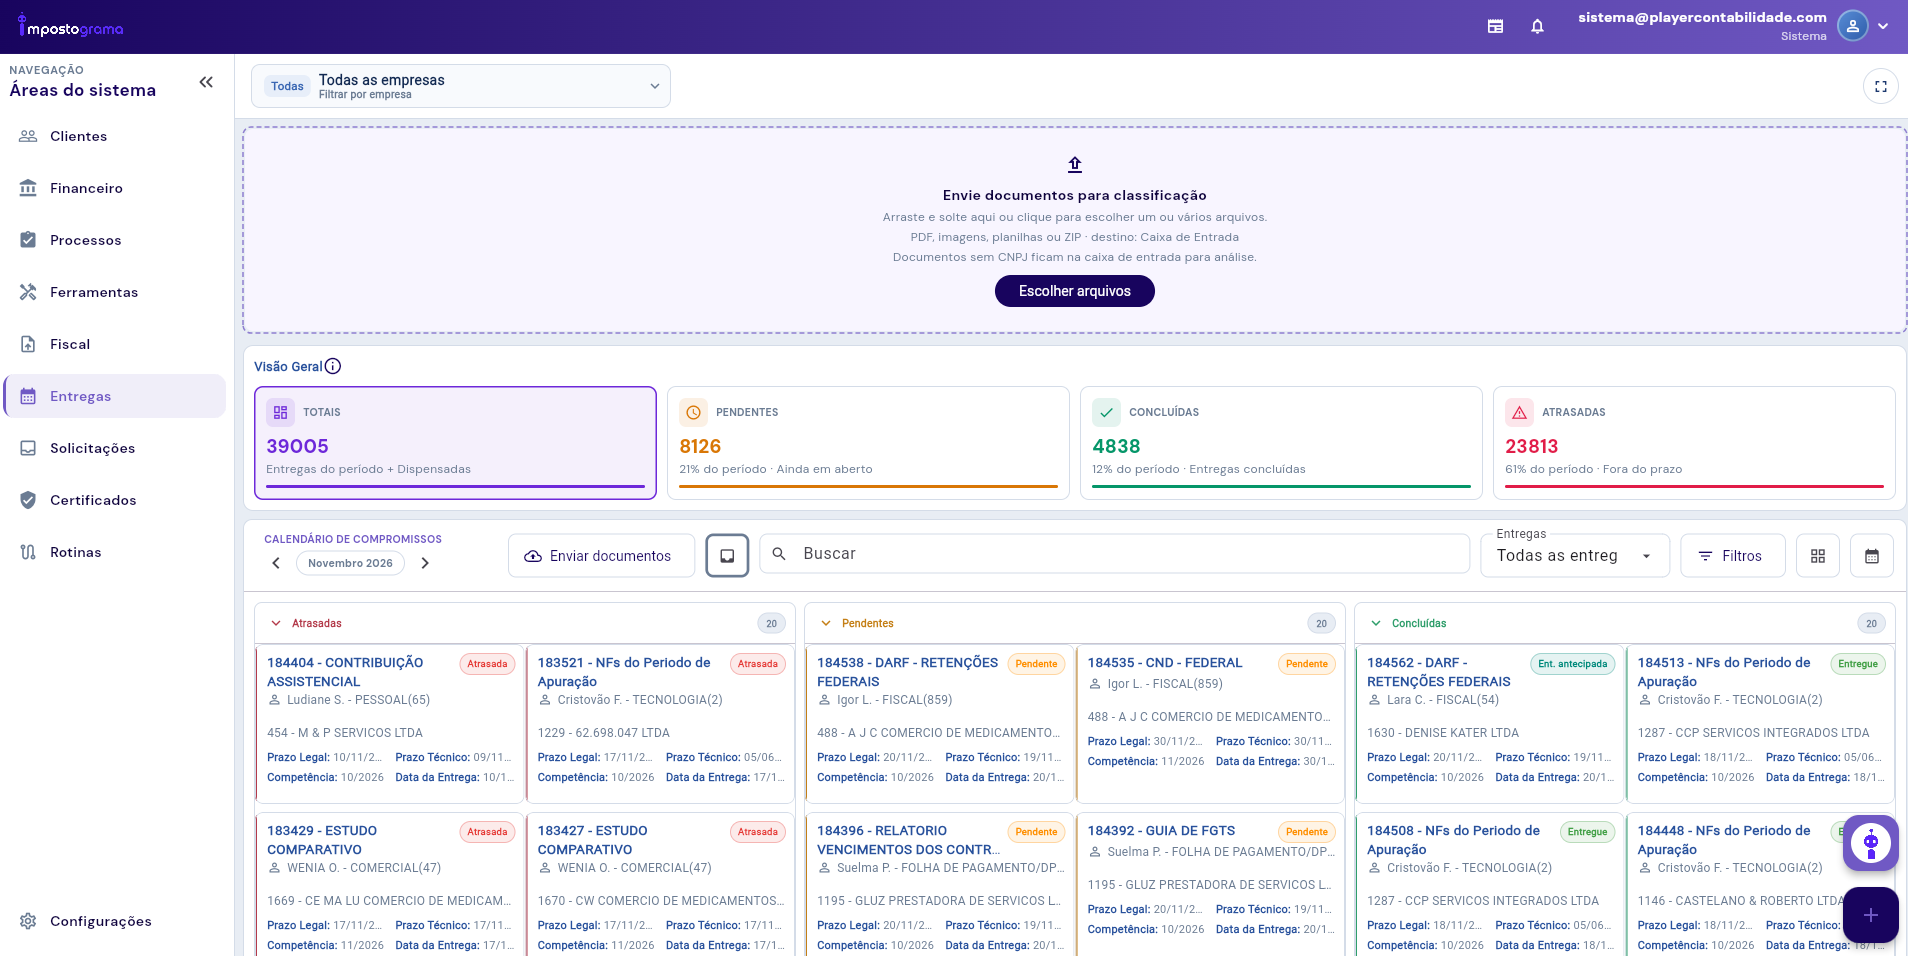 impostograma
sistema@playercontabilidade.com
Sistema
NAVEGAÇÃO
Áreas do sistema
Clientes
Financeiro
Processos
Ferramentas
Fiscal
Entregas
Solicitações
Certificados
Rotinas
Configurações
Todas
Todas as empresas
Filtrar por empresa
Envie documentos para classificação
Arraste e solte aqui ou clique para escolher um ou vários arquivos.
PDF, imagens, planilhas ou ZIP · destino: Caixa de Entrada
Documentos sem CNPJ ficam na caixa de entrada para análise.
Escolher arquivos
Visão Geral
TOTAIS
39005
Entregas do período + Dispensadas
PENDENTES
8126
21% do período · Ainda em aberto
CONCLUÍDAS
4838
12% do período · Entregas concluídas
ATRASADAS
23813
61% do período · Fora do prazo
CALENDÁRIO DE COMPROMISSOS
Novembro 2026
Enviar documentos
Buscar
Entregas
Todas as entreg
Filtros
Atrasadas 20
184404 - CONTRIBUIÇÃO
ASSISTENCIAL
Atrasada
Ludiane S. - PESSOAL(65)
454 - M & P SERVICOS LTDA
Prazo Legal: 10/11/2... Prazo Técnico: 09/11...
Competência: 10/2026 Data da Entrega: 10/1...
183521 - NFs do Periodo de
Apuração
Atrasada
Cristovão F. - TECNOLOGIA(2)
1229 - 62.698.047 LTDA
Prazo Legal: 17/11/2... Prazo Técnico: 05/06...
Competência: 10/2026 Data da Entrega: 17/1...
183429 - ESTUDO
COMPARATIVO
Atrasada
WENIA O. - COMERCIAL(47)
1669 - CE MA LU COMERCIO DE MEDICAM...
Prazo Legal: 17/11/2... Prazo Técnico: 17/11...
Competência: 11/2026 Data da Entrega: 17/1...
183427 - ESTUDO
COMPARATIVO
Atrasada
WENIA O. - COMERCIAL(47)
1670 - CW COMERCIO DE MEDICAMENTOS...
Prazo Legal: 17/11/2... Prazo Técnico: 17/11...
Competência: 11/2026 Data da Entrega: 17/1...
Pendentes 20
184538 - DARF - RETENÇÕES
FEDERAIS
Pendente
Igor L. - FISCAL(859)
488 - A J C COMERCIO DE MEDICAMENTO...
Prazo Legal: 20/11/2... Prazo Técnico: 19/11...
Competência: 10/2026 Data da Entrega: 20/1...
184535 - CND - FEDERAL
Pendente
Igor L. - FISCAL(859)
488 - A J C COMERCIO DE MEDICAMENTO...
Prazo Legal: 30/11/2... Prazo Técnico: 30/11...
Competência: 11/2026 Data da Entrega: 30/1...
184396 - RELATORIO
VENCIMENTOS DOS CONTR...
Pendente
Suelma P. - FOLHA DE PAGAMENTO/DP...
1195 - GLUZ PRESTADORA DE SERVICOS L...
Prazo Legal: 20/11/2... Prazo Técnico: 19/11...
Competência: 10/2026 Data da Entrega: 20/1...
184392 - GUIA DE FGTS
Pendente
Suelma P. - FOLHA DE PAGAMENTO/DP...
1195 - GLUZ PRESTADORA DE SERVICOS L...
Prazo Legal: 20/11/2... Prazo Técnico: 19/11...
Competência: 10/2026 Data da Entrega: 20/1...
Concluídas 20
184562 - DARF -
RETENÇÕES FEDERAIS
Ent. antecipada
Lara C. - FISCAL(54)
1630 - DENISE KATER LTDA
Prazo Legal: 20/11/2... Prazo Técnico: 19/11...
Competência: 10/2026 Data da Entrega: 20/1...
184513 - NFs do Periodo de
Apuração
Entregue
Cristovão F. - TECNOLOGIA(2)
1287 - CCP SERVICOS INTEGRADOS LTDA
Prazo Legal: 18/11/2... Prazo Técnico: 05/06...
Competência: 10/2026 Data da Entrega: 18/1...
184508 - NFs do Periodo de
Apuração
Entregue
Cristovão F. - TECNOLOGIA(2)
1287 - CCP SERVICOS INTEGRADOS LTDA
Prazo Legal: 18/11/2... Prazo Técnico: 05/06...
Competência: 10/2026 Data da Entrega: 18/1...
184448 - NFs do Periodo de
Apuração
Cristovão F. - TECNOLOGIA(2)
1146 - CASTELANO & ROBERTO LTDA
Prazo Legal: 18/11/2... Prazo Técnico:
Competência: 10/2026 Data da Entrega: 18/1...